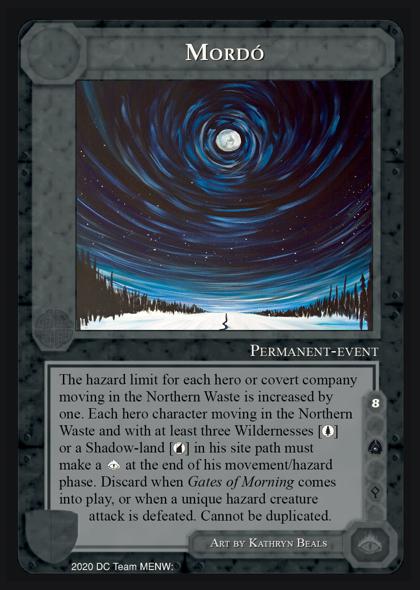 Mordó
Permanent-event
The hazard limit for each hero or covert company
moving in the Northern Waste is increased by
one. Each hero character moving in the Northern
Waste and with at least three Wildernesses [ ]
or a Shadow-land [ ] in his site path must
make a at the end of his movement/hazard
phase. Discard when Gates of Morning comes
into play, or when a unique hazard creature
attack is defeated. Cannot be duplicated.
8
Art by Kathryn Beals
2020 DC Team MENW: